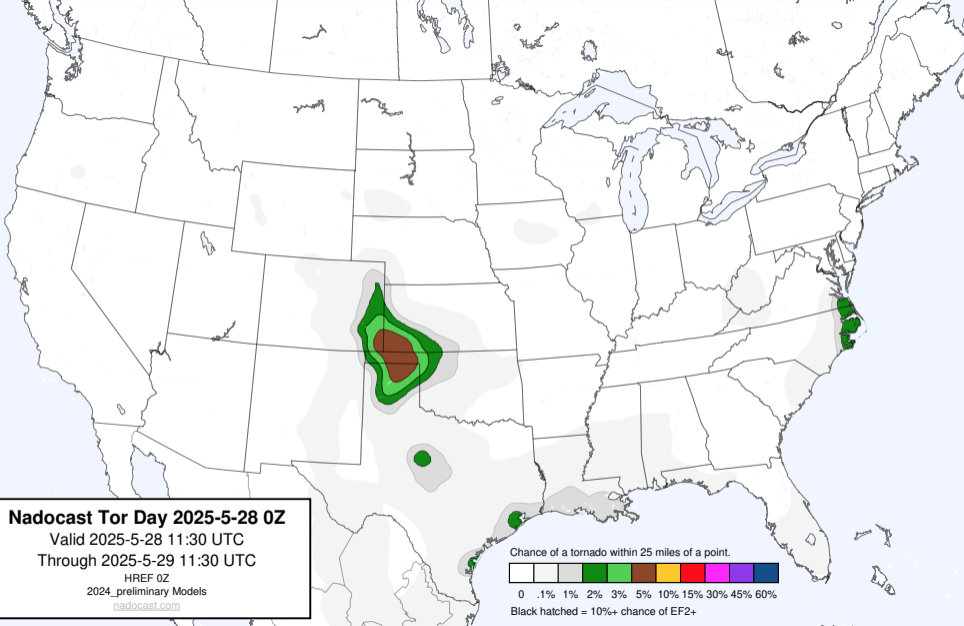 Nadocast Tor Day 2025-5-28 0Z
Valid 2025-5-28 11:30 UTC
Through 2025-5-29 11:30 UTC
HREF 0Z
2024_preliminary Models
nadocast.com
Chance of a tornado within 25 miles of a point.
0 .1% 1% 2% 3% 5% 10% 15% 30% 45% 60%
Black hatched = 10%+ chance of EF2+